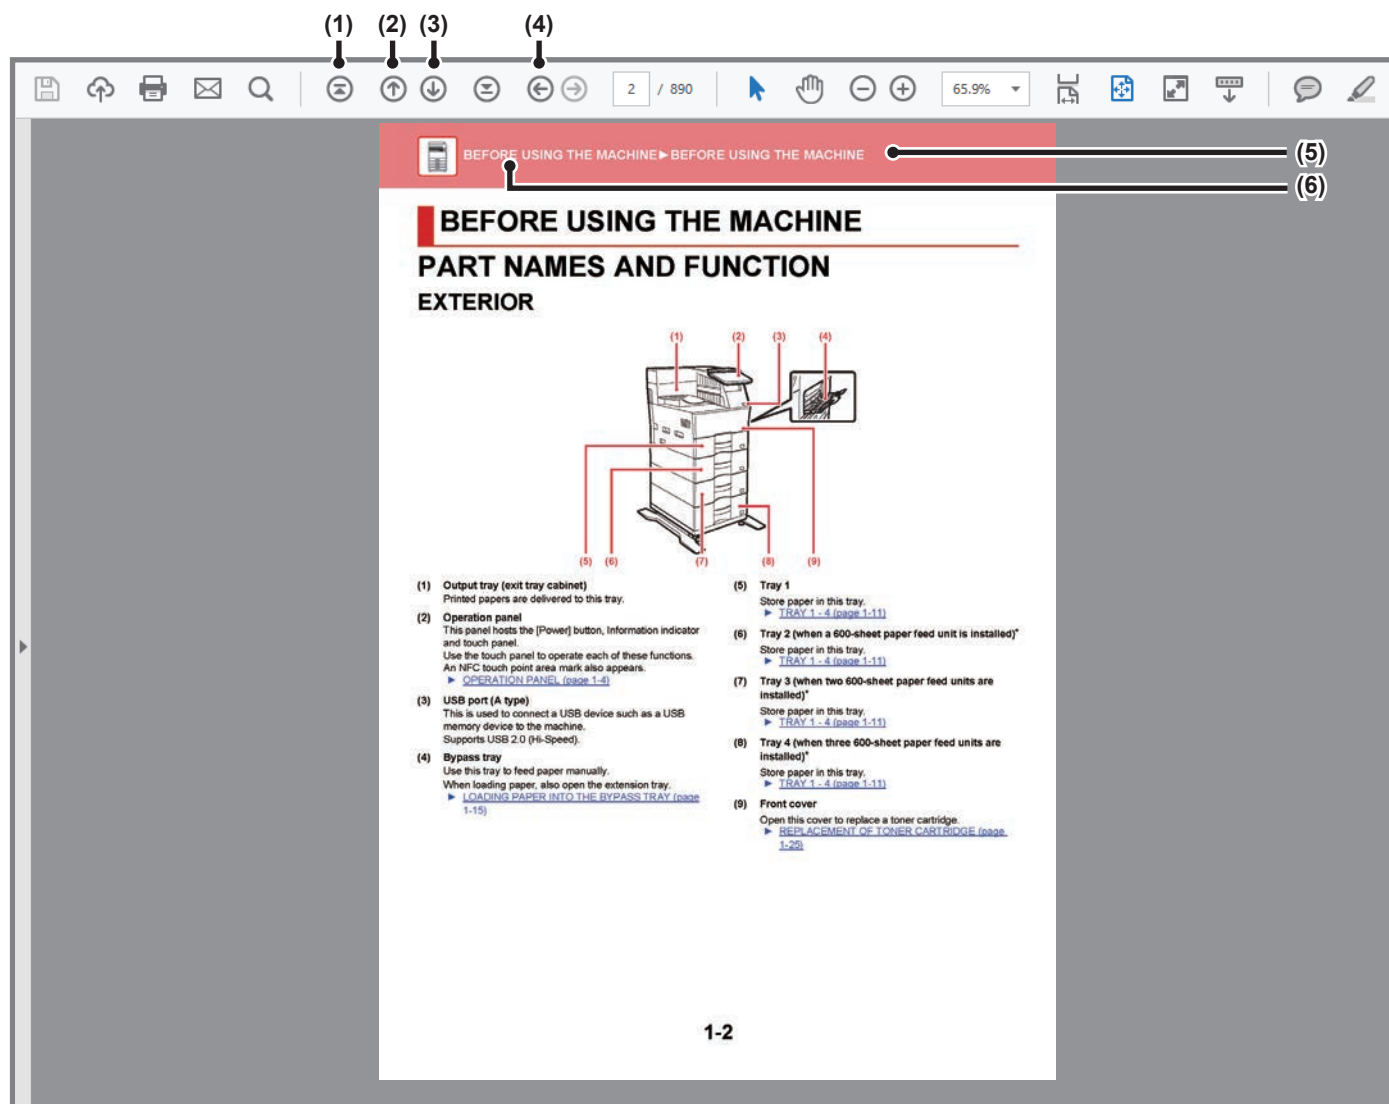 (1) (2) (3) (4)
2 / 890 65.9%
BEFORE USING THE MACHINE►BEFORE USING THE MACHINE
(5)
(6)
BEFORE USING THE MACHINE
PART NAMES AND FUNCTION
EXTERIOR
(1) (2) (3) (4)
(5) (6) (7) (8) (9)
(1) Output tray (exit tray cabinet)
Printed papers are delivered to this tray.
(2) Operation panel
This panel hosts the [Power] button, Information indicator
and touch panel.
Use the touch panel to operate each of these functions.
An NFC touch point area mark also appears.
► OPERATION PANEL (page 1-4)
(3) USB port (A type)
This is used to connect a USB device such as a USB
memory device to the machine.
Supports USB 2.0 (Hi-Speed).
(4) Bypass tray
Use this tray to feed paper manually.
When loading paper, also open the extension tray.
► LOADING PAPER INTO THE BYPASS TRAY (page
1-15)
(5) Tray 1
Store paper in this tray.
► TRAY 1 - 4 (page 1-11)
(6) Tray 2 (when a 600-sheet paper feed unit is installed)*
Store paper in this tray.
► TRAY 1 - 4 (page 1-11)
(7) Tray 3 (when two 600-sheet paper feed units are
installed)*
Store paper in this tray.
► TRAY 1 - 4 (page 1-11)
(8) Tray 4 (when three 600-sheet paper feed units are
installed)*
Store paper in this tray.
► TRAY 1 - 4 (page 1-11)
(9) Front cover
Open this cover to replace a toner cartridge.
► REPLACEMENT OF TONER CARTRIDGE (page
1-25)
1-2